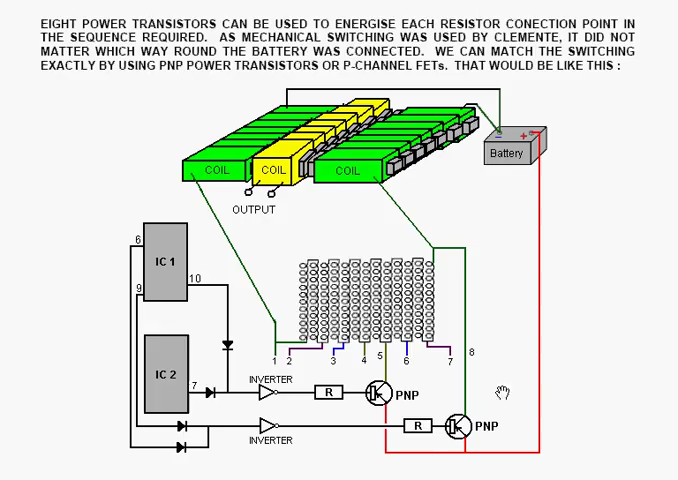 EIGHT POWER TRANSISTORS CAN BE USED TO ENERGISE EACH RESISTOR CONECTION POINT IN
THE SEQUENCE REQUIRED. AS MECHANICAL SWITCHING WAS USED BY CLEMENTE, IT DID NOT
MATTER WHICH WAY ROUND THE BATTERY WAS CONNECTED. WE CAN MATCH THE SWITCHING
EXACTLY BY USING PNP POWER TRANSISTORS OR P-CHANNEL FETs. THAT WOULD BE LIKE THIS :
- +
Battery
COIL COIL COIL
OUTPUT
6
IC 1
10
9
1 2 3 4 5 6 7 8
IC 2
7
INVERTER
R
PNP
R
PNP
INVERTER